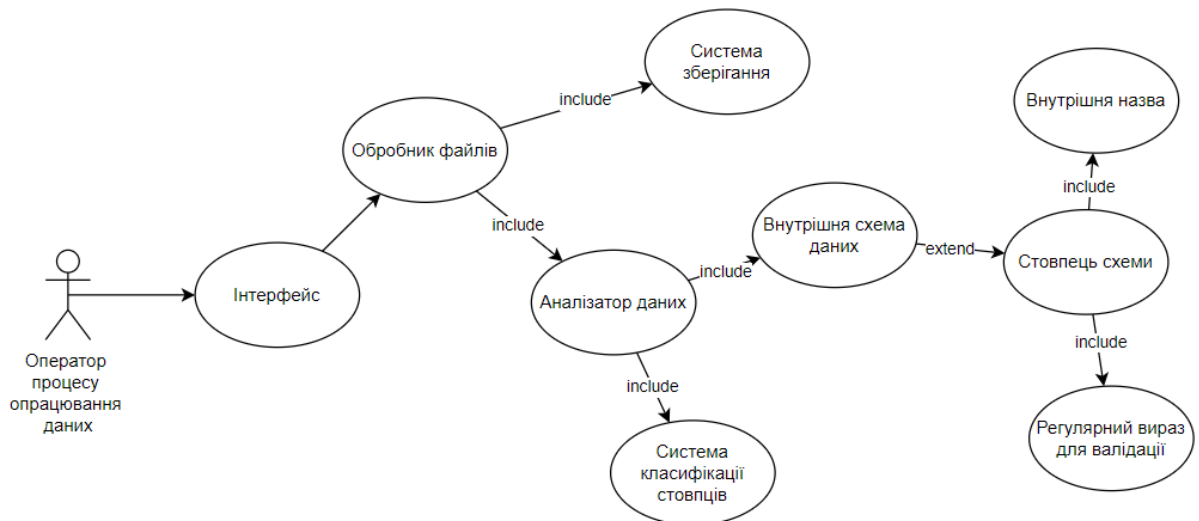 Система
зберігання
include
Обробник файлів
include
Внутрішня назва
include
Внутрішня схема
даних
extend
Стовпець схеми
include
Інтерфейс
Аналізатор даних
include
include
Оператор
процесу
опрацювання
даних
Система
класифікації
стовпців
Регулярний вираз
для валідації